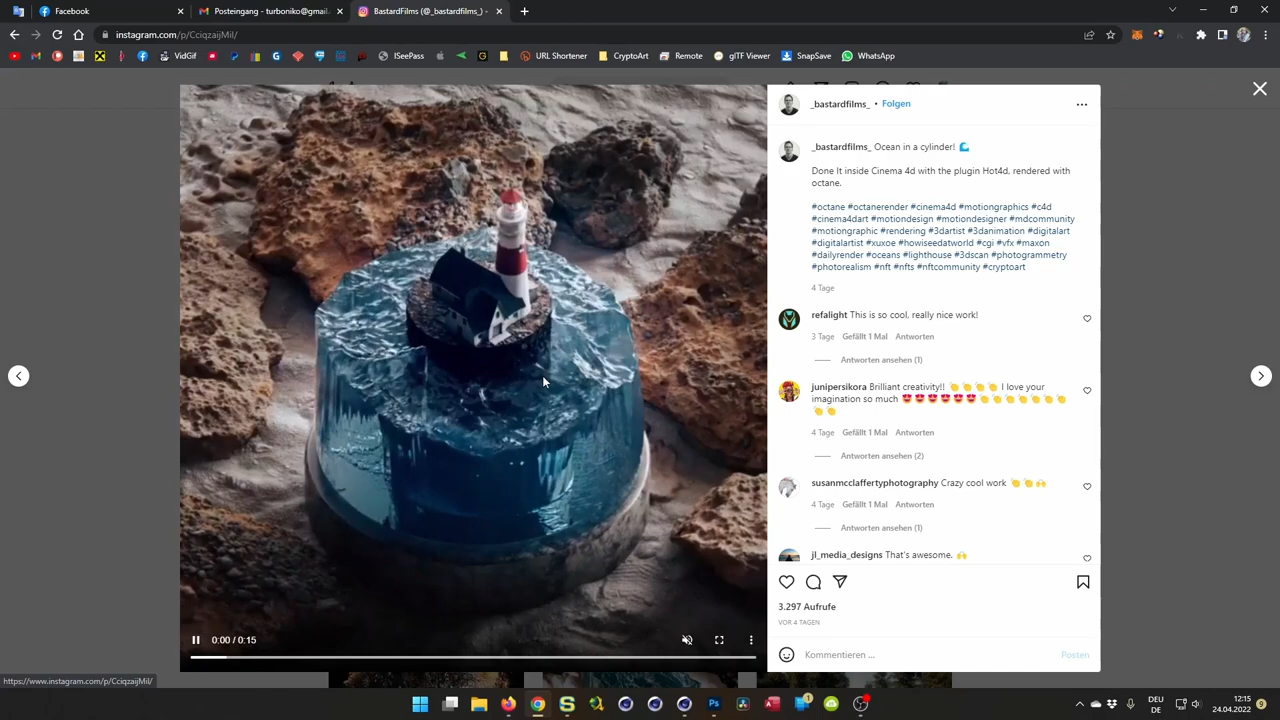 Facebook
Posteingang - turboniko@gmail.
BastardFilms (@_bastardfilms_) •
instagram.com/p/CciqzaijMil/
VidGif
ISeePass
URL Shortener
CryptoArt
Remote
glTF Viewer
SnapSave
WhatsApp
_bastardfilms_ • Folgen
_bastardfilms_ Ocean in a cylinder! 🌊
Done It inside Cinema 4d with the plugin Hot4d, rendered with
octane.
#octane #octanerender #cinema4d #motiongraphics #c4d
#cinema4dart #motiondesign #motiondesigner #mdcommunity
#motiongraphic #rendering #3dartist #3danimation #digitalart
#digitalartist #xuxoe #howiseedatworld #cgi #vfx #maxon
#dailyrender #oceans #lighthouse #3dscan #photogrammetry
#photorealism #nft #nfts #nftcommunity #cryptoart
4 Tage
refalight This is so cool, really nice work!
3 Tage Gefällt 1 Mal Antworten
Antworten ansehen (1)
junipersikora Brilliant creativity!! 👏👏👏👏 I love your
imagination so much 😍😍😍😍😍😍👏👏👏👏👏👏👏
👏👏
4 Tage Gefällt 1 Mal Antworten
Antworten ansehen (2)
susanmcclaffertyphotography Crazy cool work 👏👏🙌
4 Tage Gefällt 1 Mal Antworten
Antworten ansehen (1)
jl_media_designs That's awesome. 🙌
3.297 Aufrufe
VOR 4 TAGEN
0:00 / 0:15
Kommentieren ...
Posten
https://www.instagram.com/p/CciqzaijMil/
DEU
DE
12:15
24.04.2022